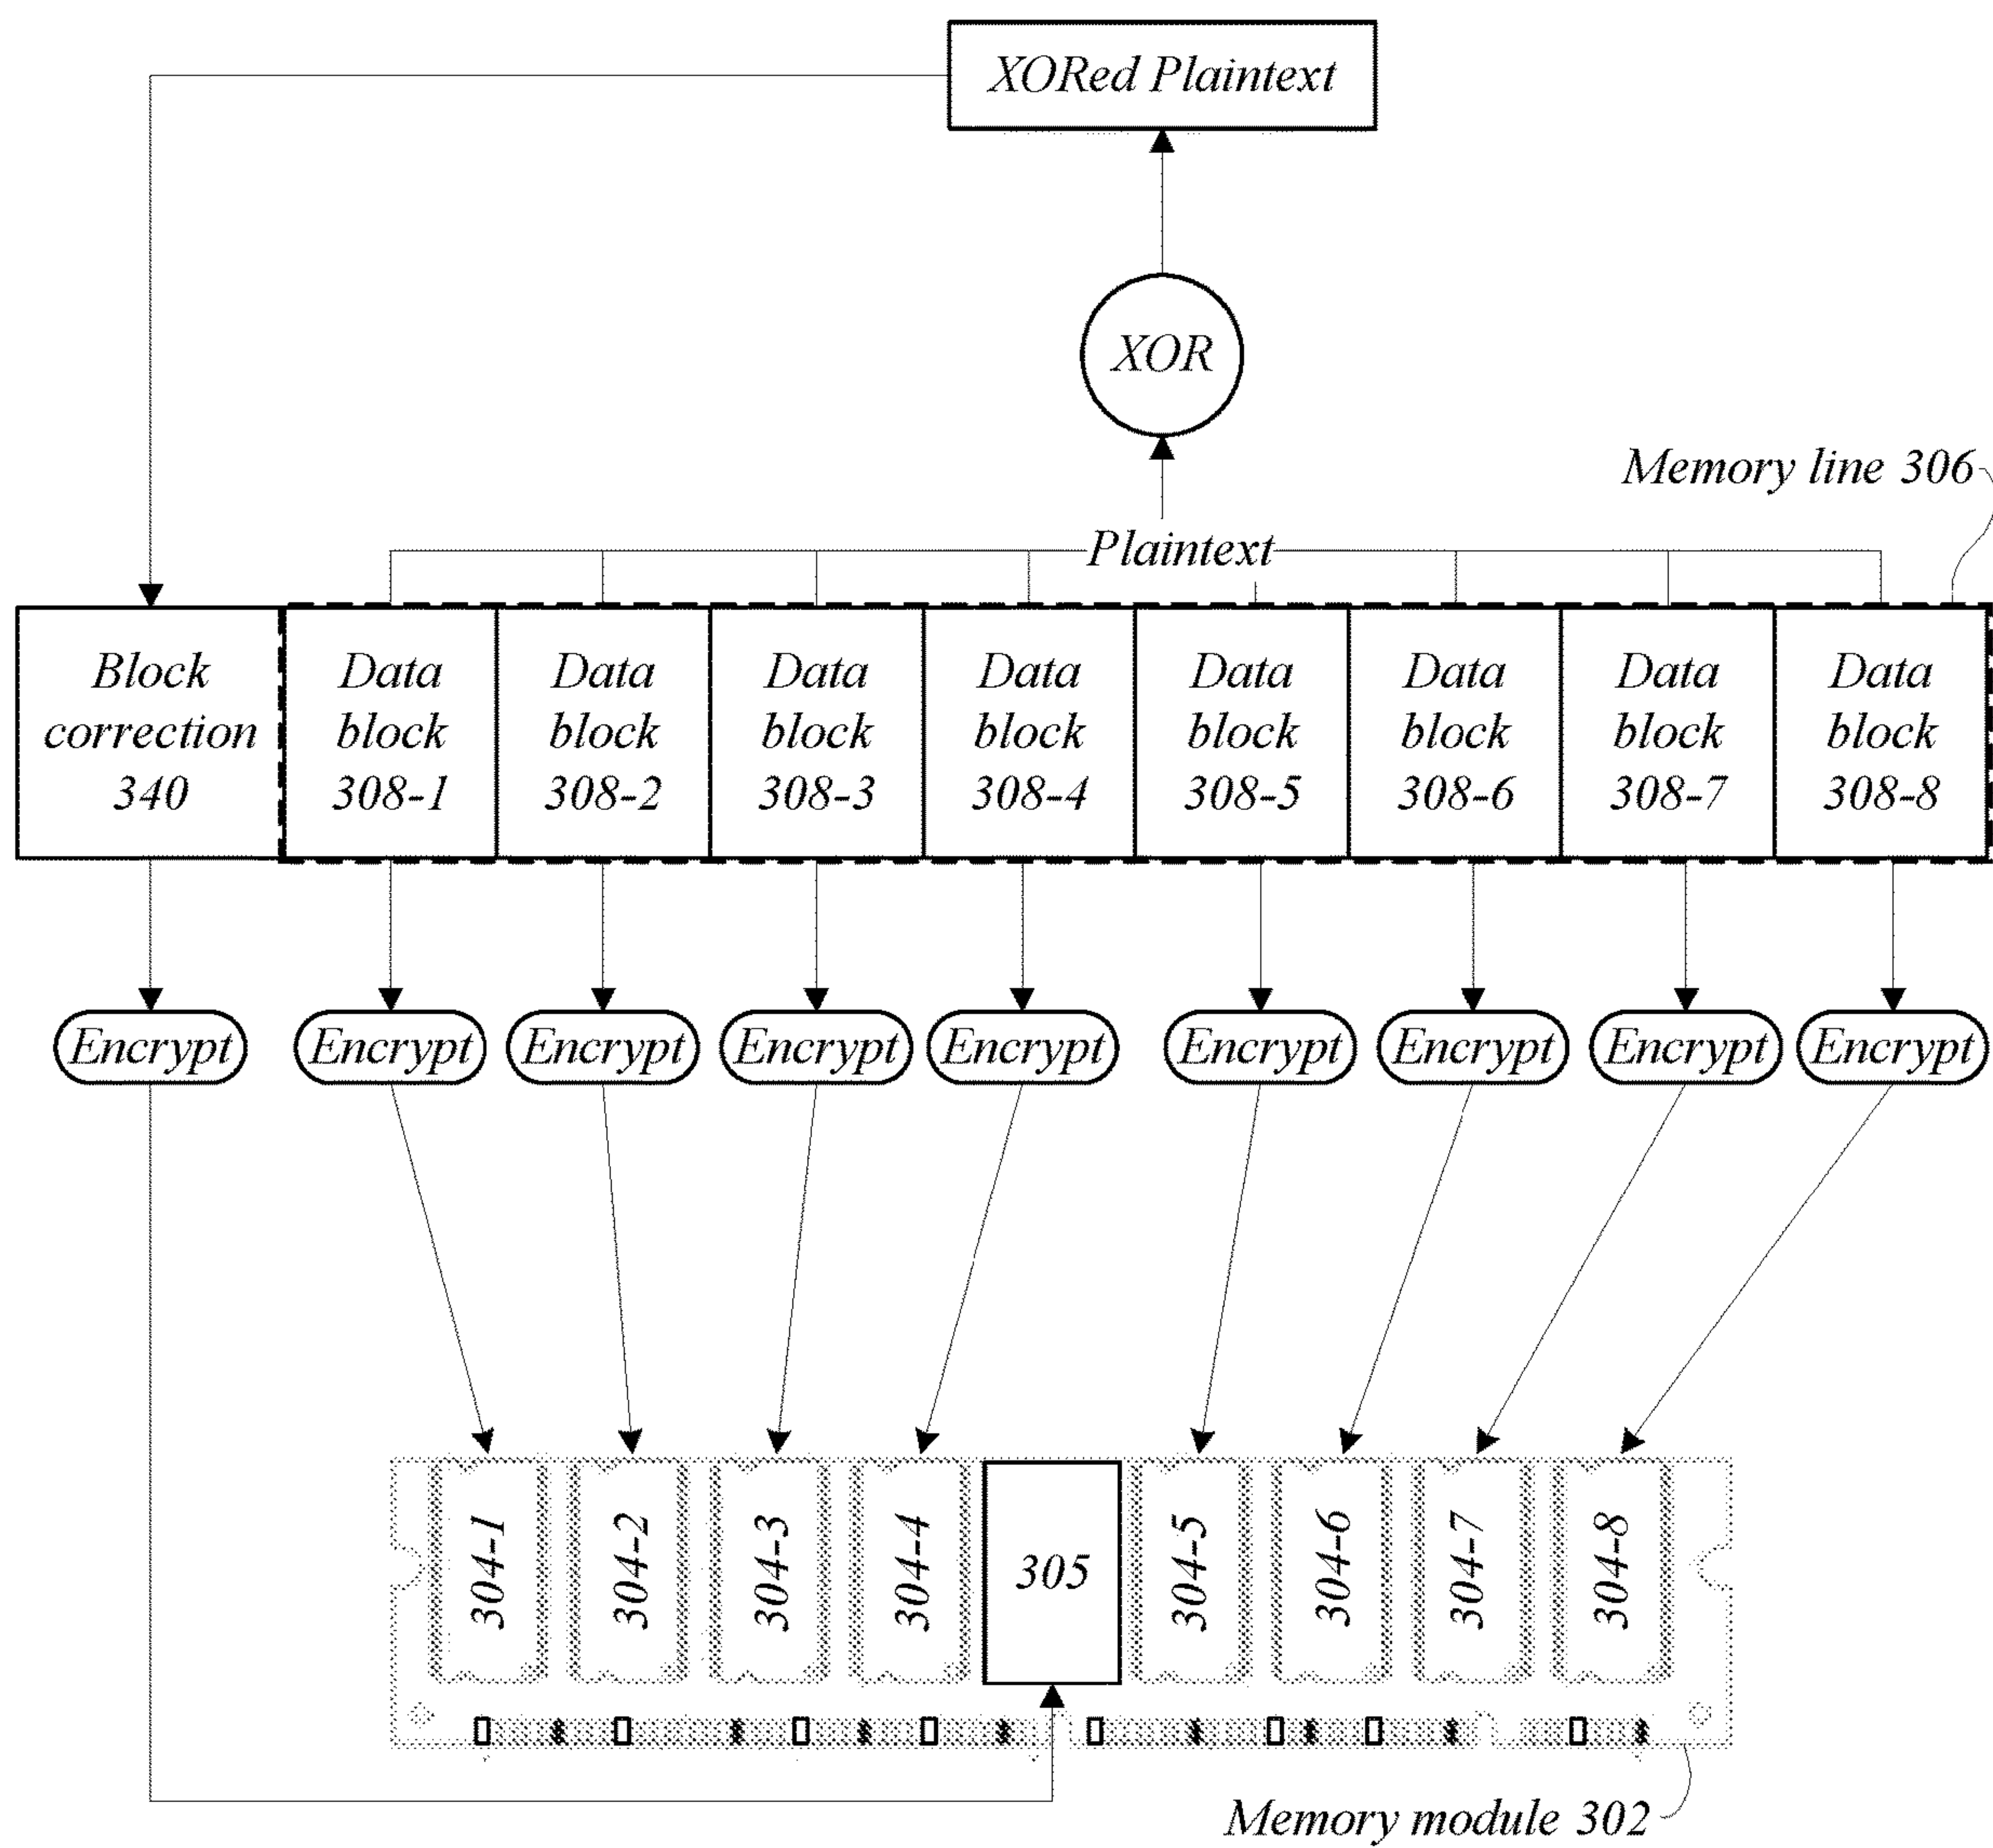 XORed Plaintext
XOR
Memory line 306
Plaintext
Block correction 340
Data block 308-1
Data block 308-2
Data block 308-3
Data block 308-4
Data block 308-5
Data block 308-6
Data block 308-7
Data block 308-8
Encrypt
Encrypt
Encrypt
Encrypt
Encrypt
Encrypt
Encrypt
Encrypt
Encrypt
304-1
304-2
304-3
304-4
305
304-5
304-6
304-7
304-8
Memory module 302